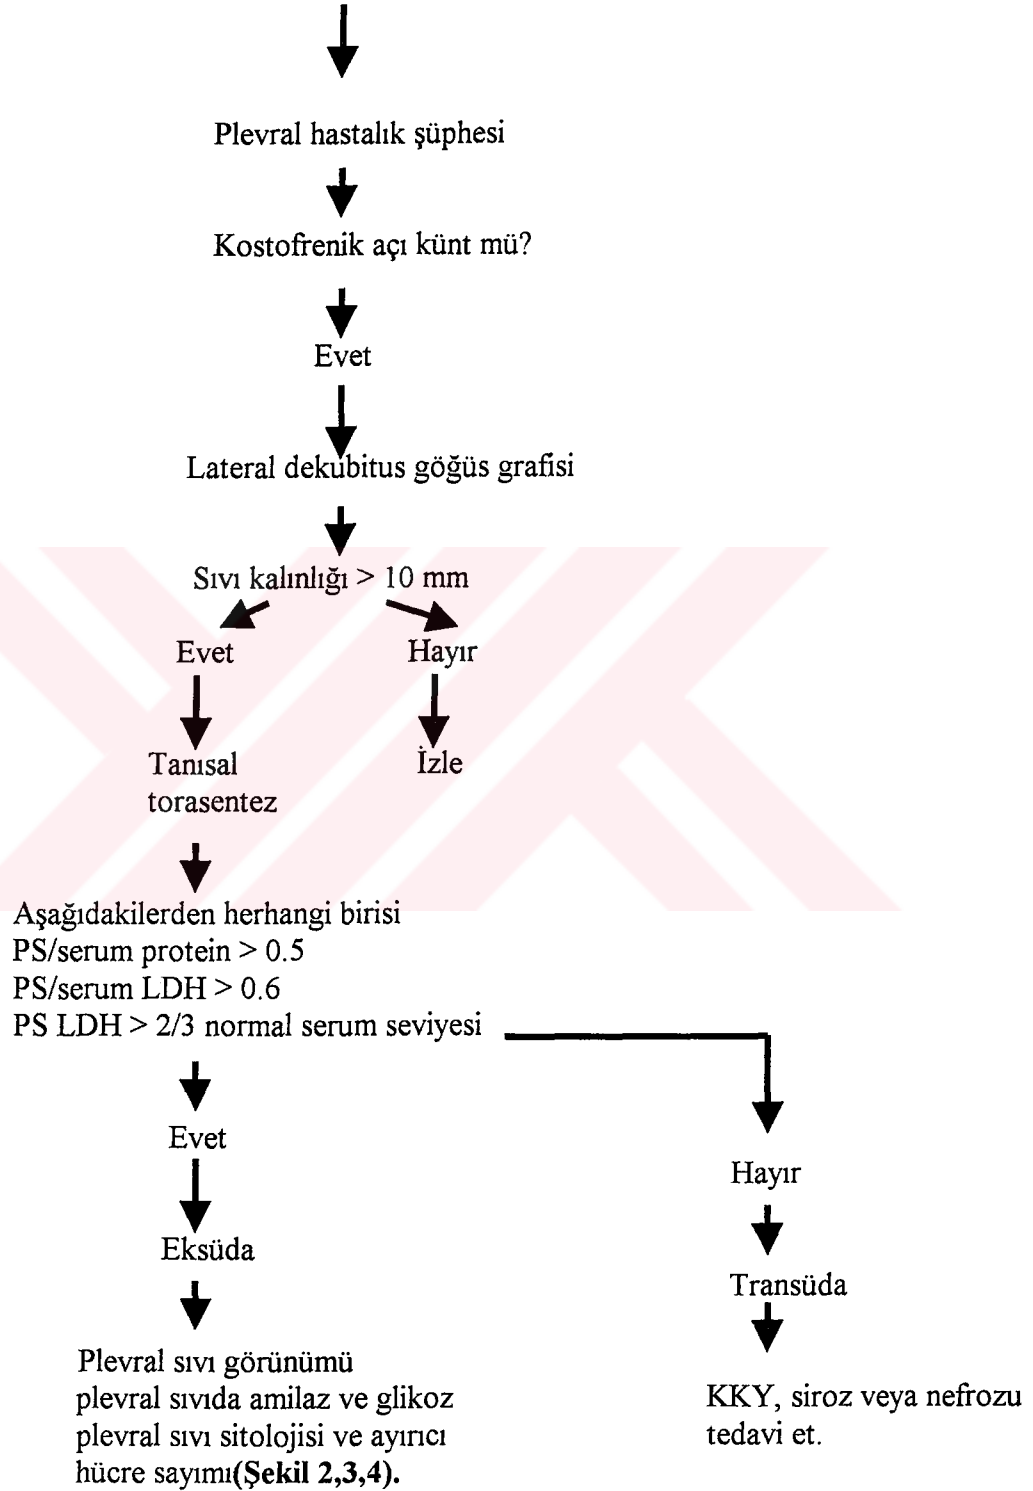 Plevral hastalık şüphesi
Kostofrenik açı künt mü?
Evet
Lateral dekübitus göğüs grafisi
Sıvı kalınlığı > 10 mm
Evet
Hayır
Tanısal
torasentez
İzle
Aşağıdakilerden herhangi birisi
PS/serum protein > 0.5
PS/serum LDH > 0.6
PS LDH > 2/3 normal serum seviyesi
Evet
Hayır
Eksüda
Transüda
Plevral sıvı görünümü
plevral sıvıda amilaz ve glikoz
plevral sıvı sitolojisi ve ayırıcı
hücre sayımı(Şekil 2,3,4).
KKY, siroz veya nefrozu
tedavi et.